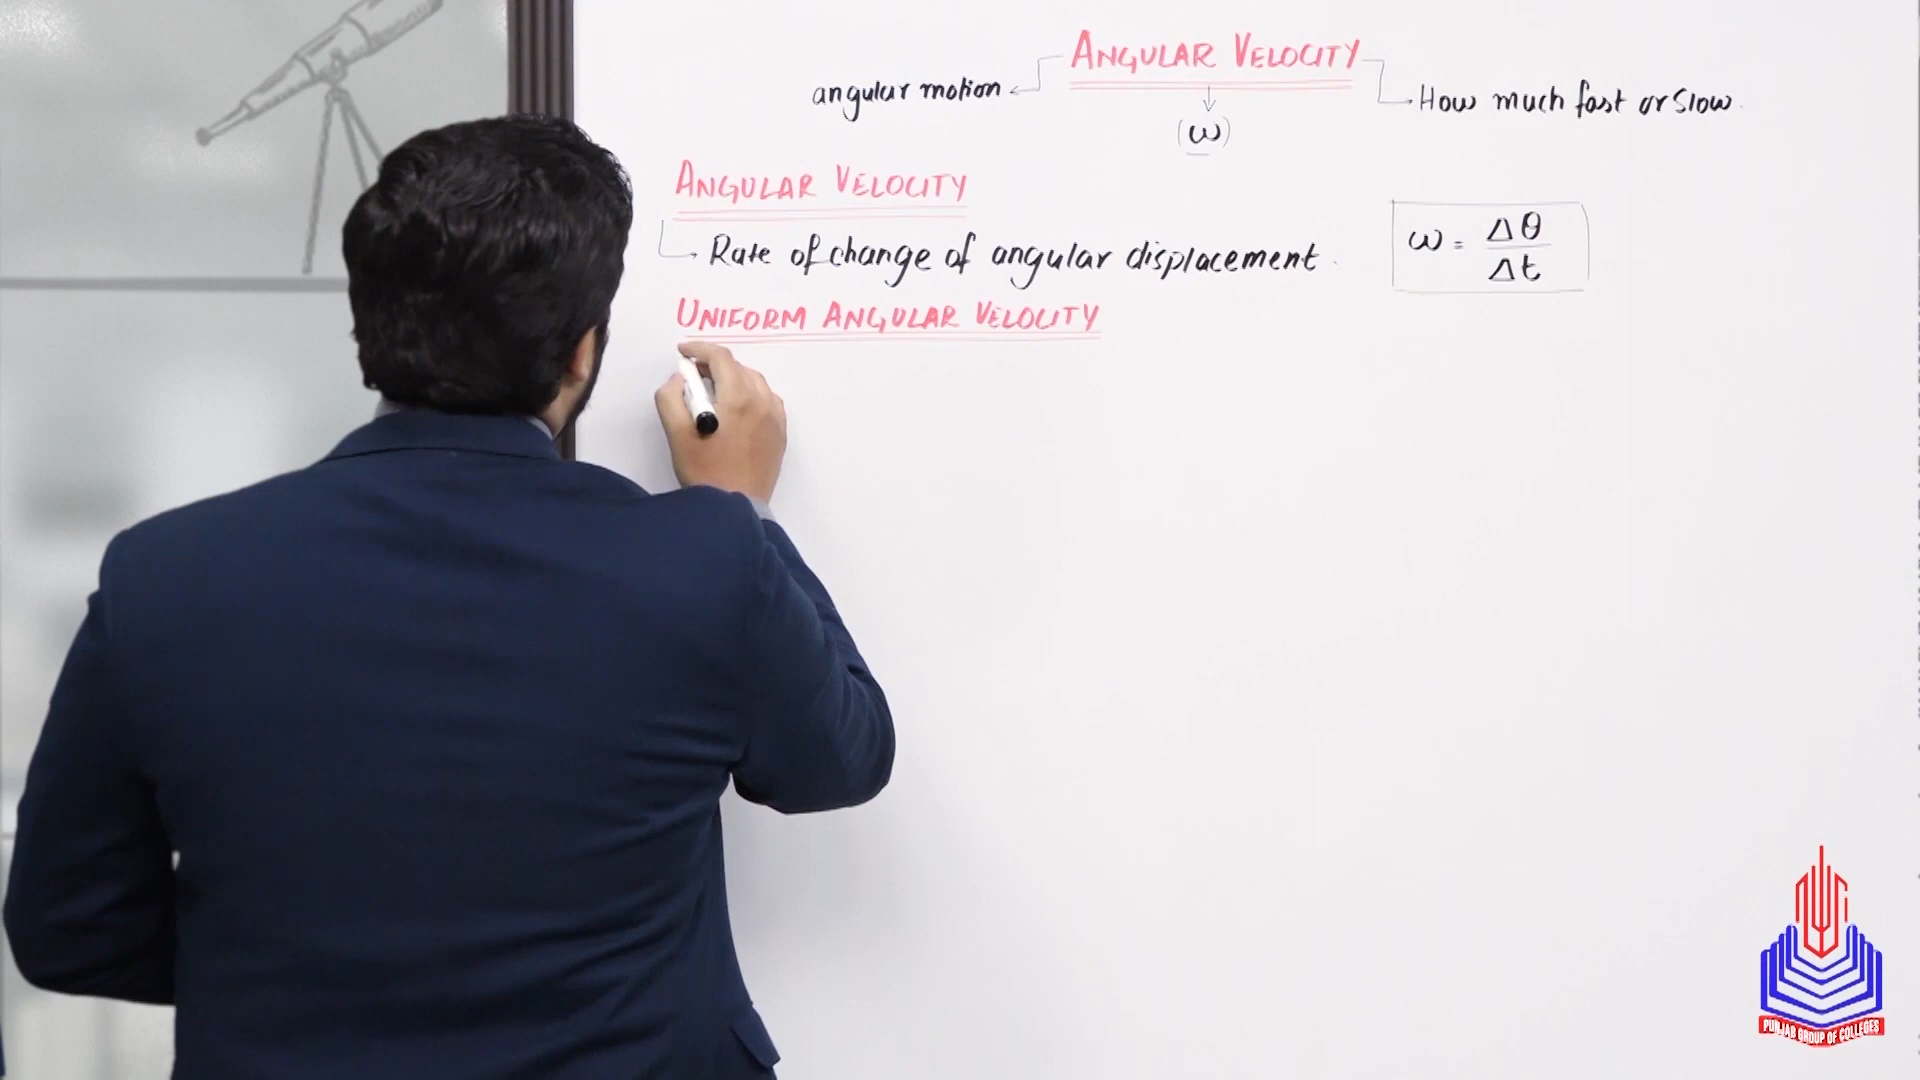 ANGULAR VELOCITY
angular motion
How much fast or slow.
(ω)
ANGULAR VELOCITY
Rate of change of angular displacement.
ω = Δθ / Δt
UNIFORM ANGULAR VELOCITY
PUNJAB GROUP OF COLLEGES